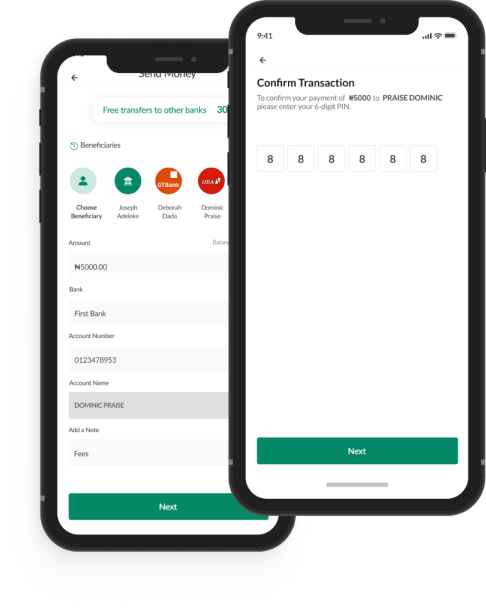 Send Money
Free transfers to other banks 30
Beneficiaries
GTBank
UBA
Choose
Beneficiary
Joseph
Adeleke
Deborah
Dada
Dominic
Praise
Amount
₦5000.00
Bank
First Bank
Account Number
0123478953
Account Name
DOMINIC PRAISE
Add a Note
Fees
Next
9:41
Confirm Transaction
To confirm your payment of ₦5000 to PRAISE DOMINIC
please enter your 6-digit PIN.
8 8 8 8 8 8
Next